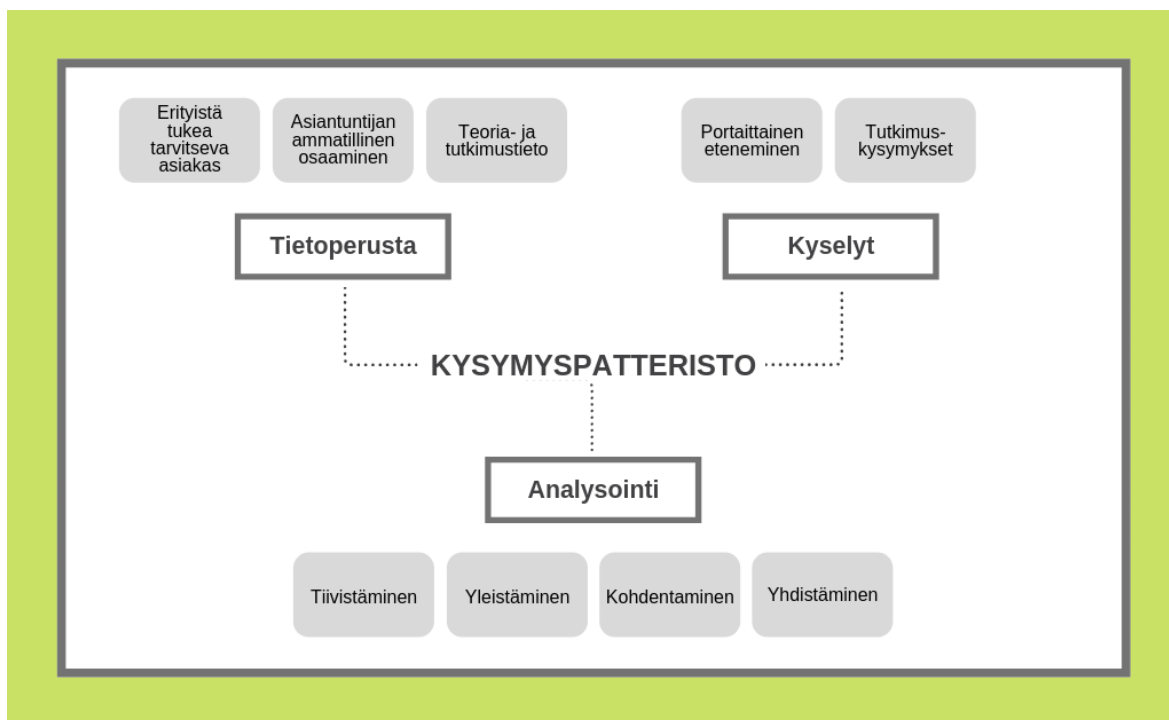 Erityistä
tukea
tarvitseva
asiakas
Asiantuntijan
ammatillinen
osaaminen
Teoria- ja
tutkimustieto
Portaittainen
eteneminen
Tutkimus-
kysymykset
Tietoperusta
Kyselyt
KYSYMYSPATTERISTO
Analysointi
Tiivistäminen
Yleistäminen
Kohdentaminen
Yhdistäminen